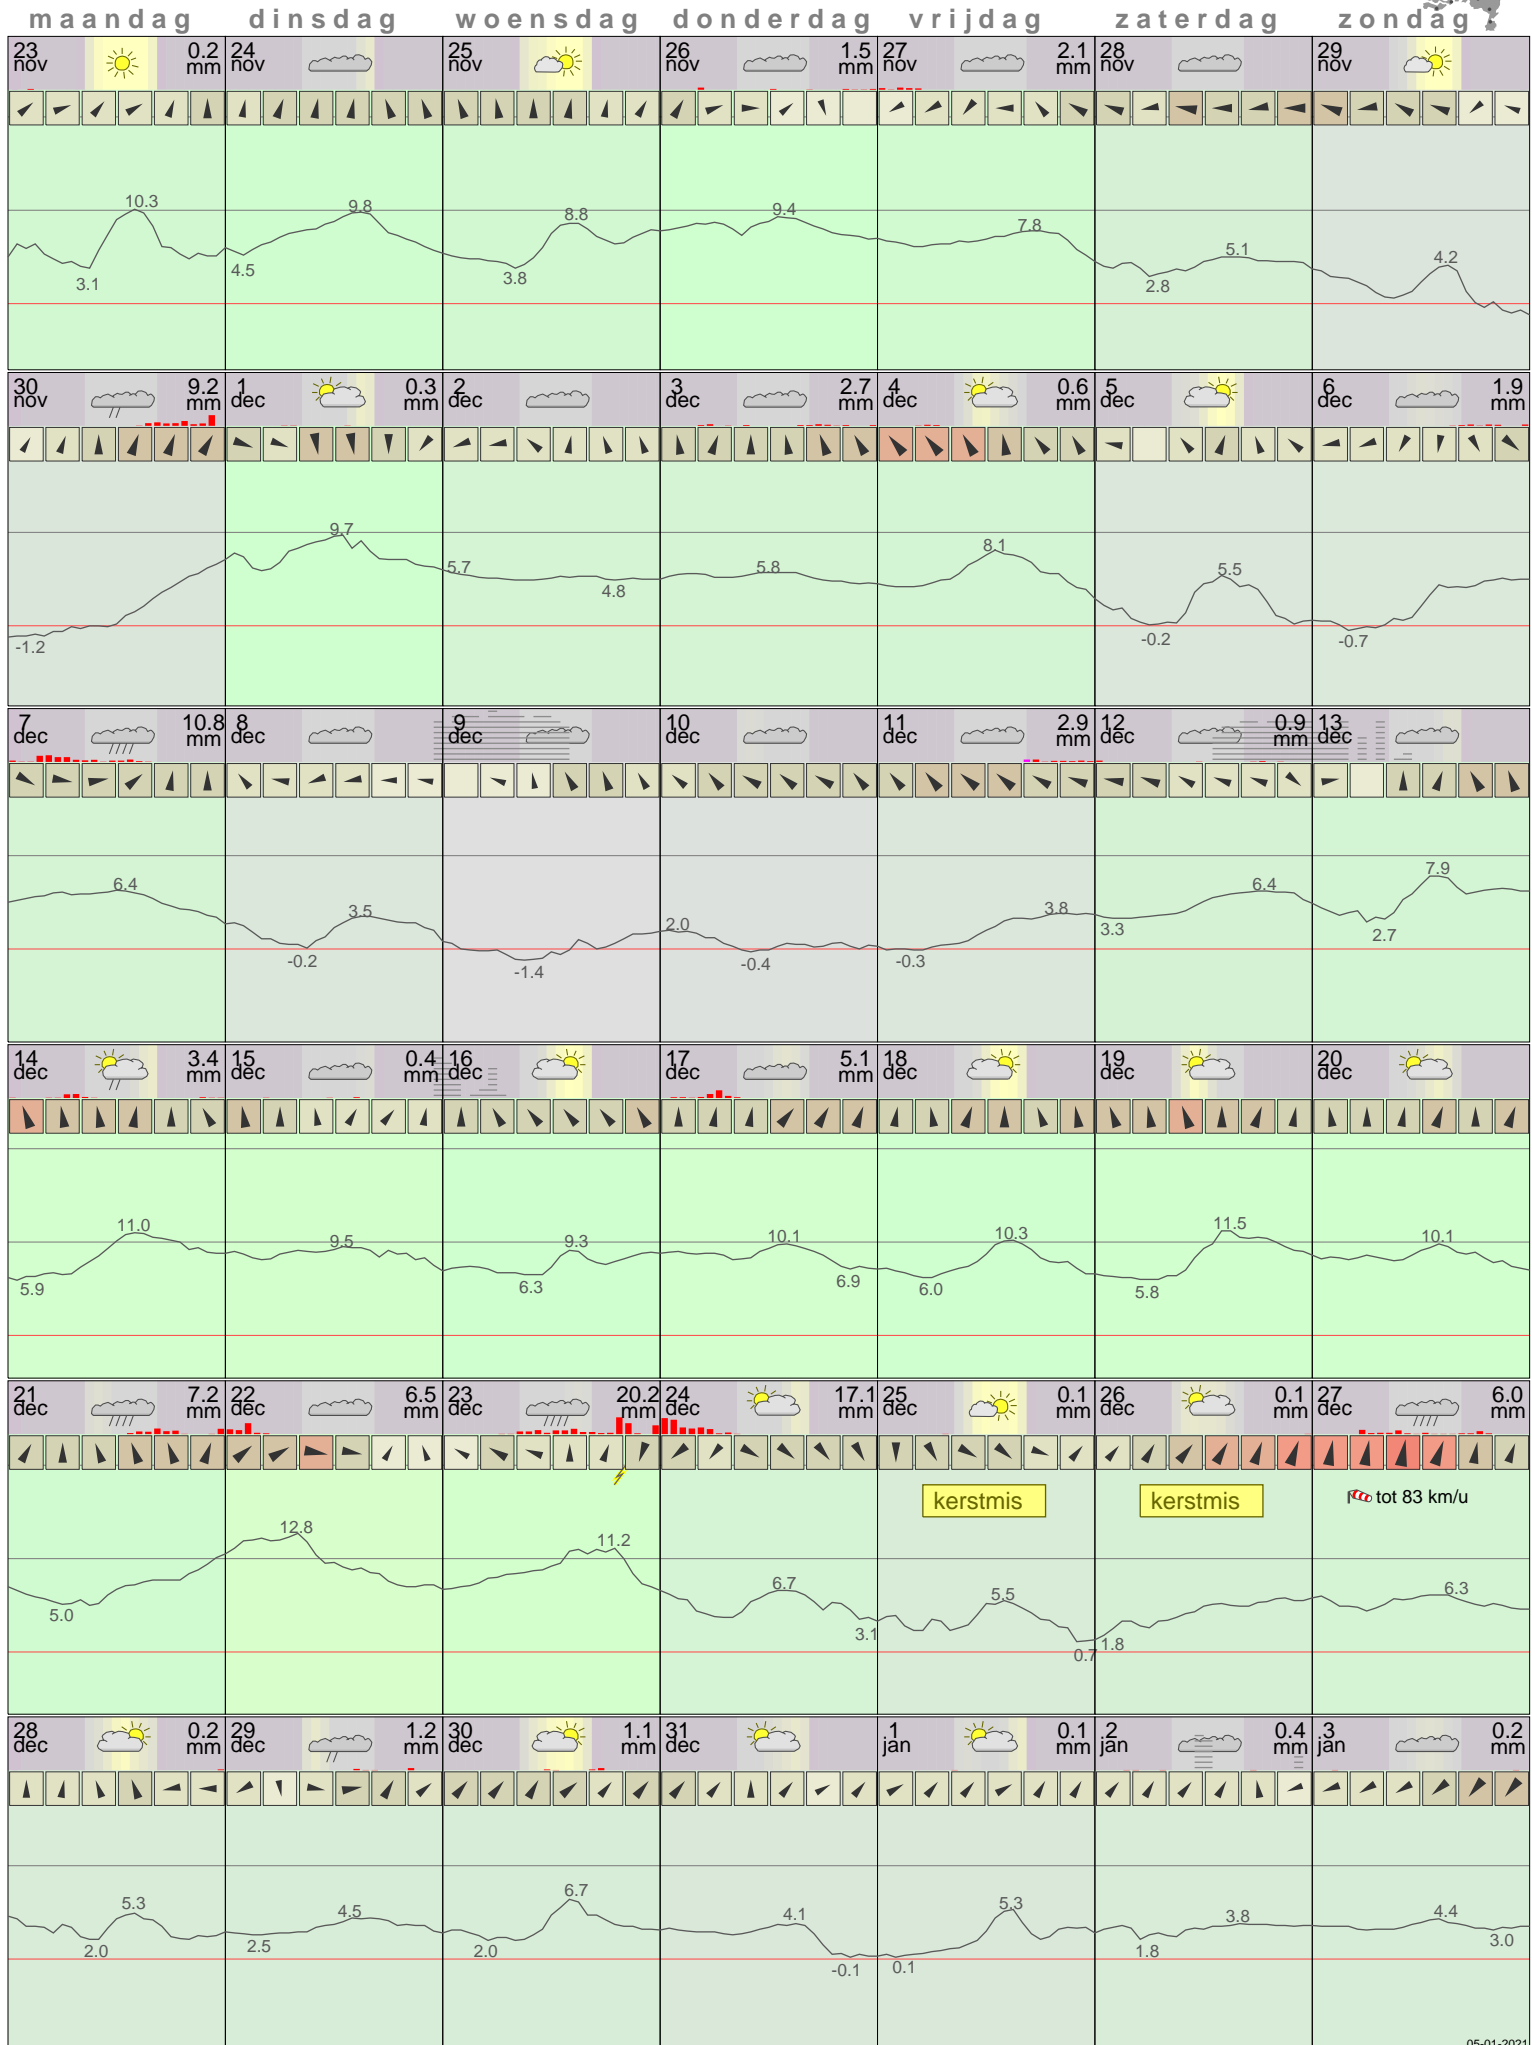 maandag dinsdag woensdag donderdag vrijdag zaterdag zondag
23 0.2 24 25 26 1.5 27 2.1 28 29
nov mm nov nov nov mm nov mm nov nov
10.3 9.8 8.8 9.4 7.8 5.1 4.2
3.1 4.5 3.8 2.8
30 9.2 1 0.3 2 3 2.7 4 0.6 5 6 1.9
nov mm dec mm dec dec mm dec mm dec dec mm
9.7 8.1
5.7 5.8 5.5
-1.2 4.8 -0.2 -0.7
7 10.8 8 9 10 11 2.9 12 0.9 13
dec mm dec dec dec dec mm dec mm dec
6.4 3.5 2.0 3.8 6.4 7.9
-0.2 -1.4 -0.4 -0.3 3.3 2.7
14 3.4 15 0.4 16 17 5.1 18 19 20
dec mm dec mm dec dec mm dec dec dec
11.0 9.5 9.3 10.1 10.3 11.5 10.1
5.9 6.3 6.9 6.0 5.8
21 7.2 22 6.5 23 20.2 24 17.1 25 0.1 26 0.1 27 6.0
dec mm dec mm dec mm dec mm dec mm dec mm dec mm
kerstmis kerstmis tot 83 km/u
12.8 11.2 6.7 5.5 6.3
5.0 3.1 0.7 1.8
28 0.2 29 1.2 30 1.1 31 1 0.1 2 0.4 3 0.2
dec mm dec mm dec mm dec jan mm jan mm jan mm
5.3 4.5 6.7 4.1 5.3 3.8 4.4
2.0 2.5 2.0 -0.1 0.1 1.8 3.0
05-01-2021